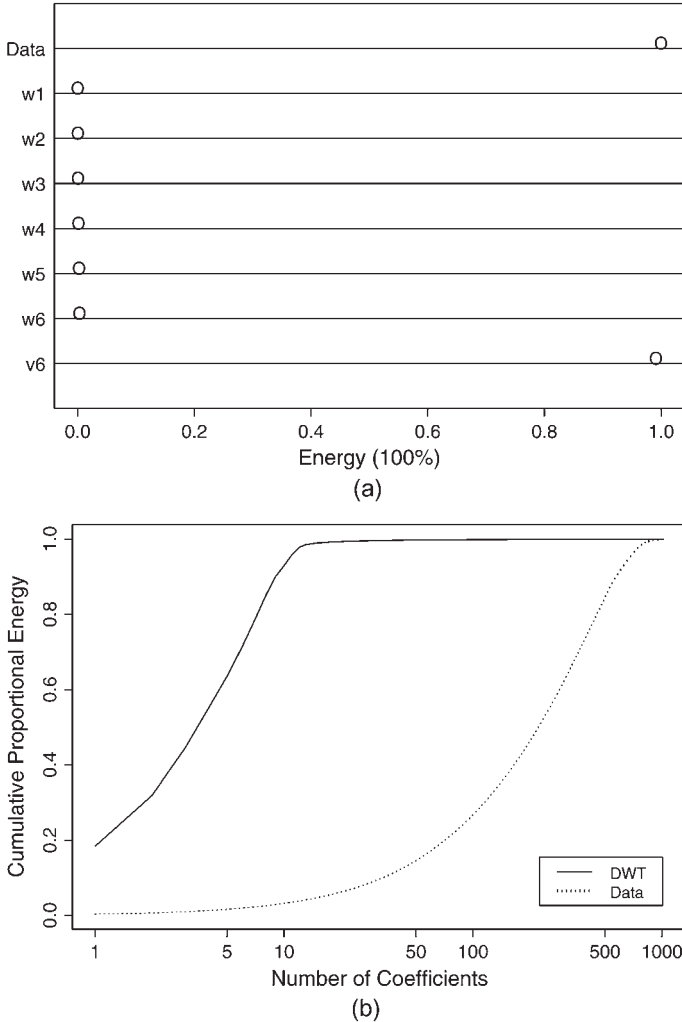 Data
w1
w2
w3
w4
w5
w6
v6
0.0 0.2 0.4 0.6 0.8 1.0
Energy (100%)
(a)
1.0
0.8
0.6
0.4
0.2
0.0
Cumulative Proportional Energy
DWT
Data
1 5 10 50 100 500 1000
Number of Coefficients
(b)